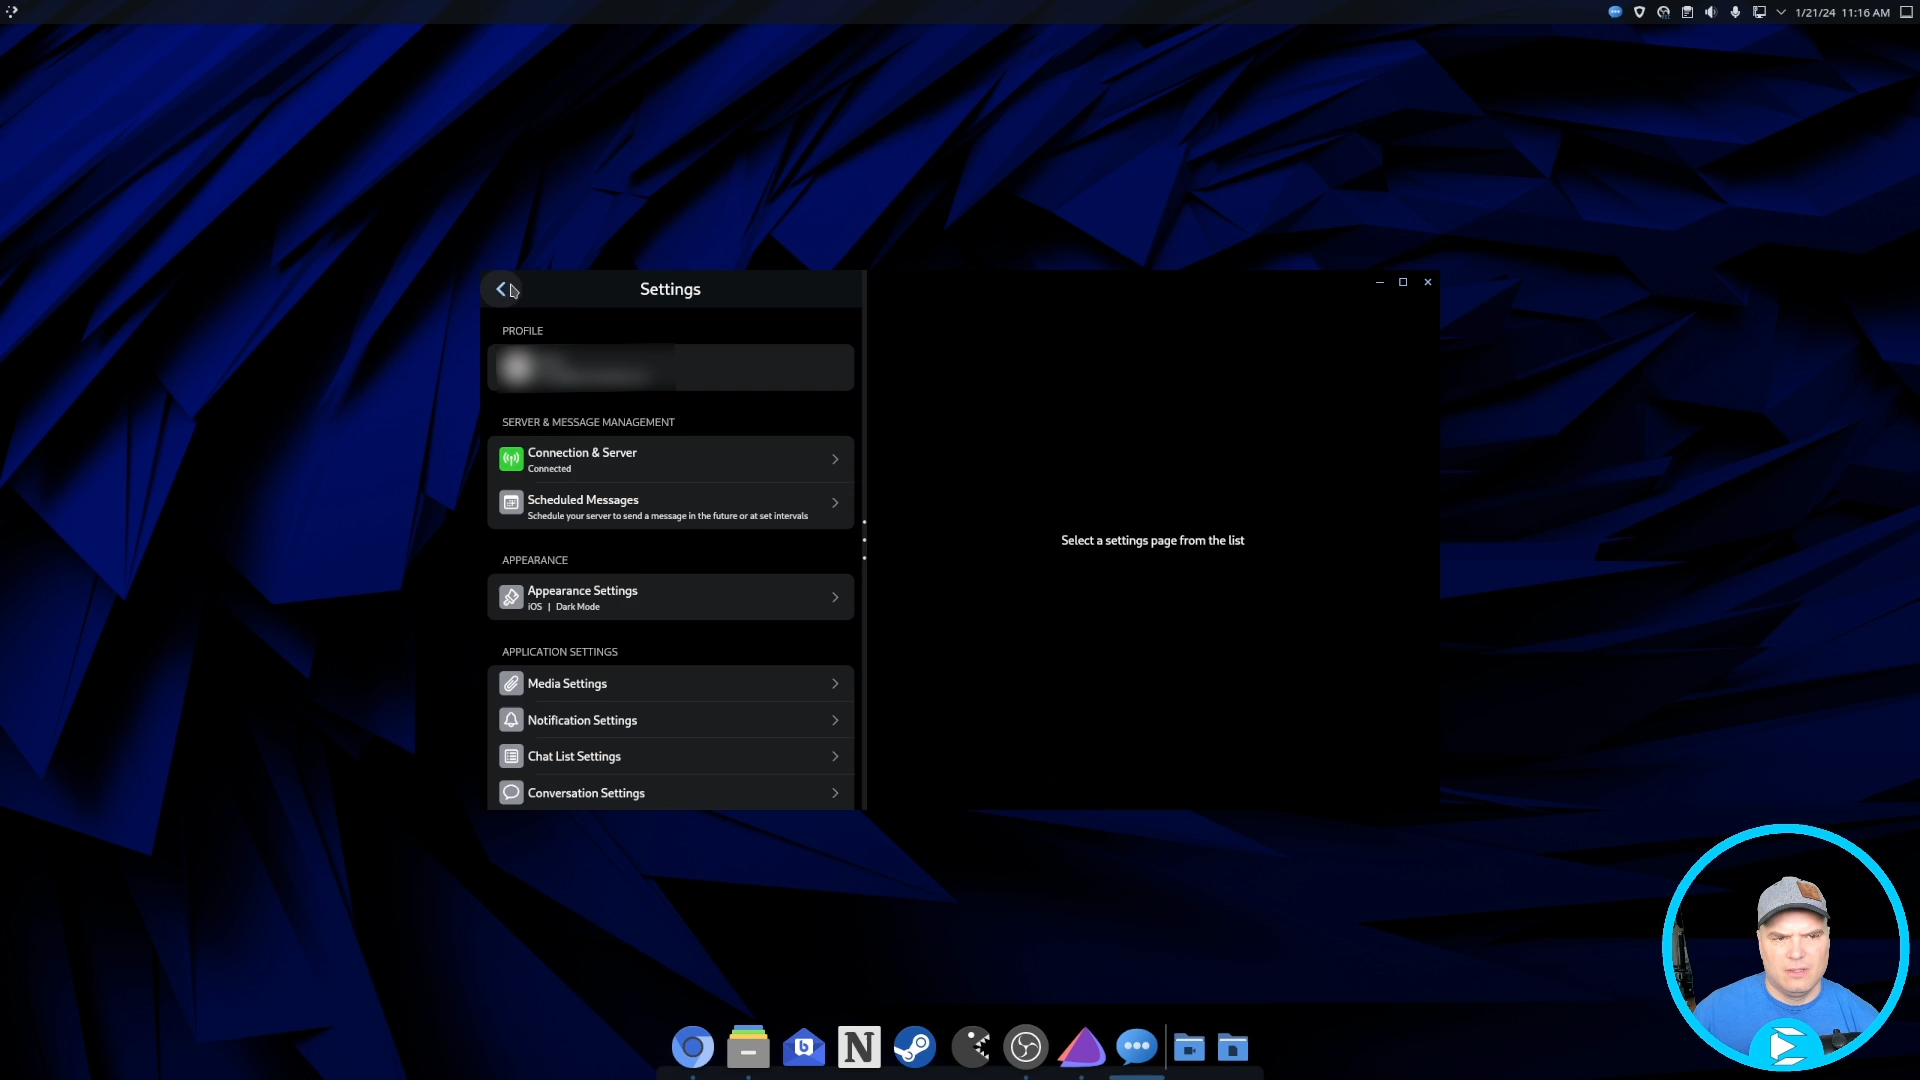 1/21/24 11:16 AM
Settings
PROFILE
SERVER & MESSAGE MANAGEMENT
Connection & Server
Connected
Scheduled Messages
Schedule your server to send a message in the future or at set intervals
APPEARANCE
Appearance Settings
iOS | Dark Mode
APPLICATION SETTINGS
Media Settings
Notification Settings
Chat List Settings
Conversation Settings
Select a settings page from the list
b
N